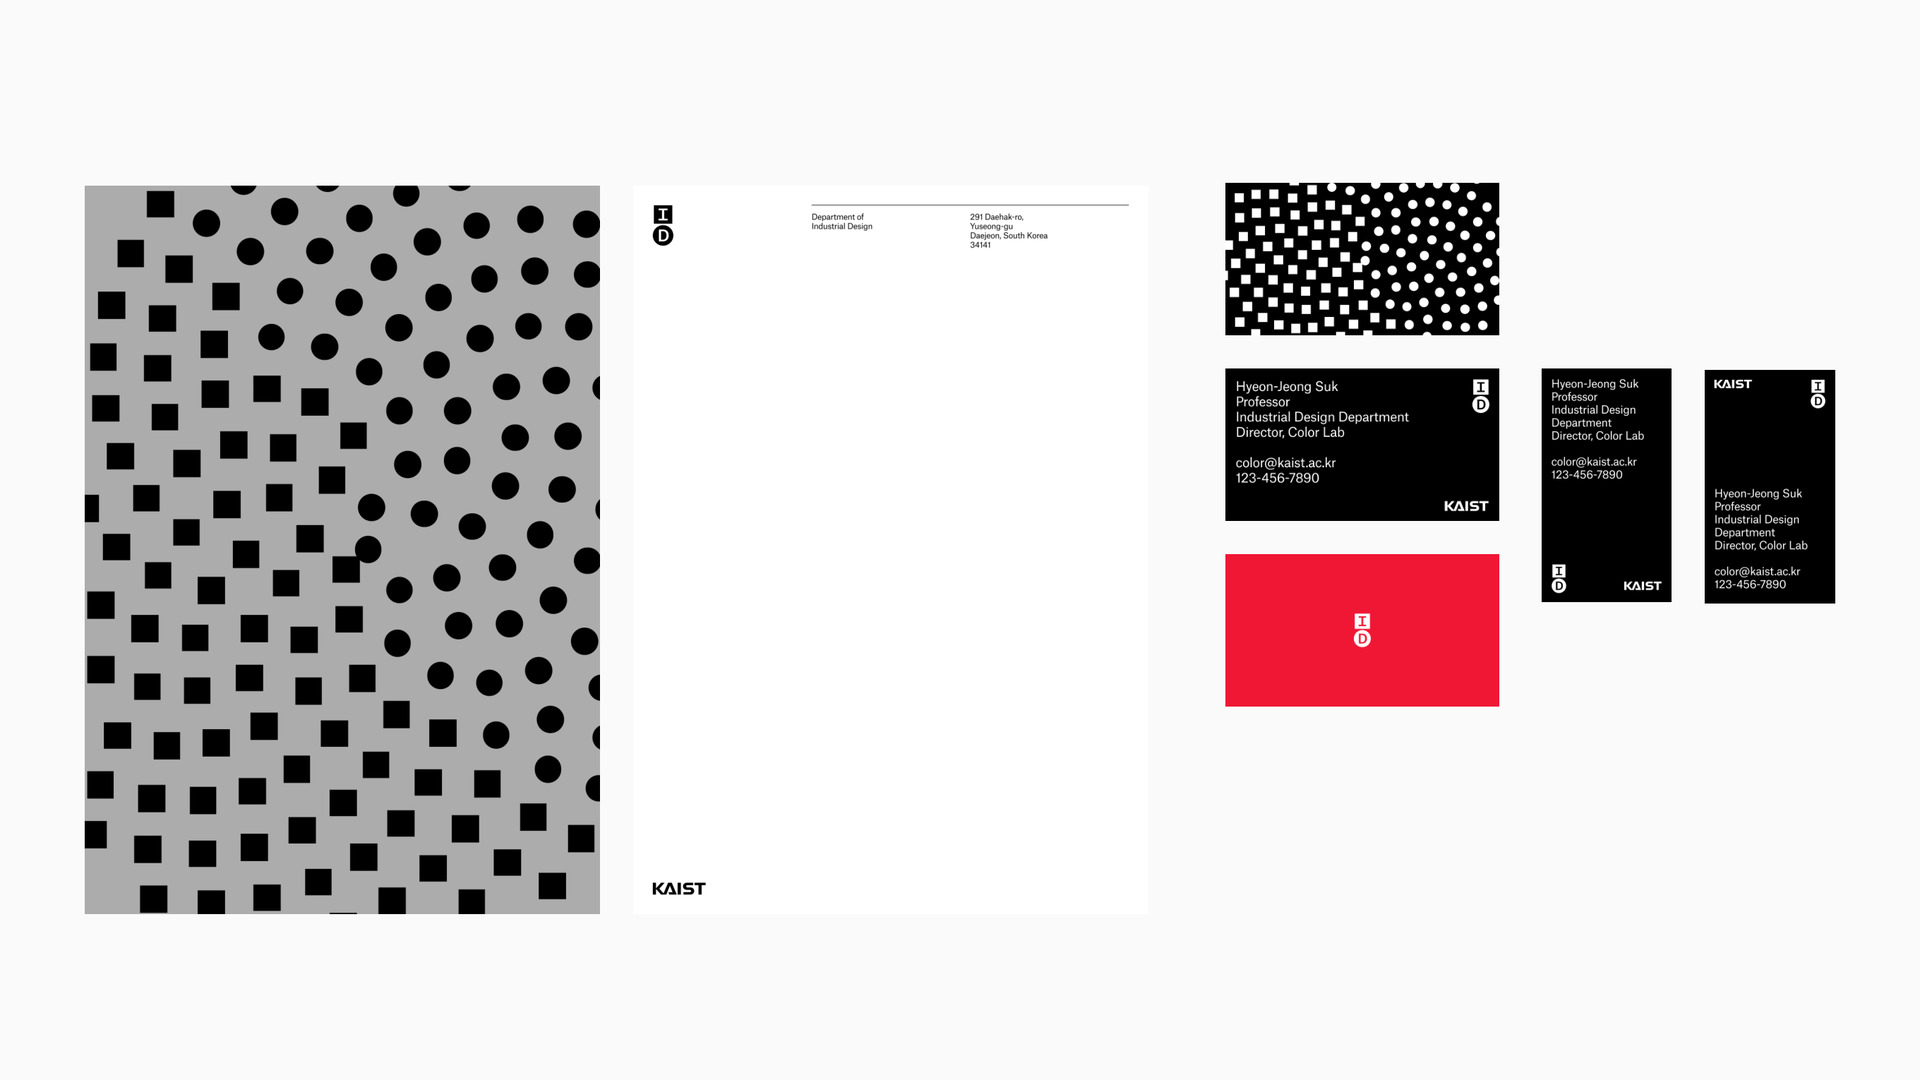 I
D
Department of
Industrial Design
291 Daehak-ro,
Yuseong-gu
Daejeon, South Korea
34141
KAIST
Hyeon-Jeong Suk
Professor
Industrial Design Department
Director, Color Lab
color@kaist.ac.kr
123-456-7890
I
D
KAIST
I
D
Hyeon-Jeong Suk
Professor
Industrial Design
Department
Director, Color Lab
color@kaist.ac.kr
123-456-7890
I
D
KAIST
KAIST
I
D
Hyeon-Jeong Suk
Professor
Industrial Design
Department
Director, Color Lab
color@kaist.ac.kr
123-456-7890